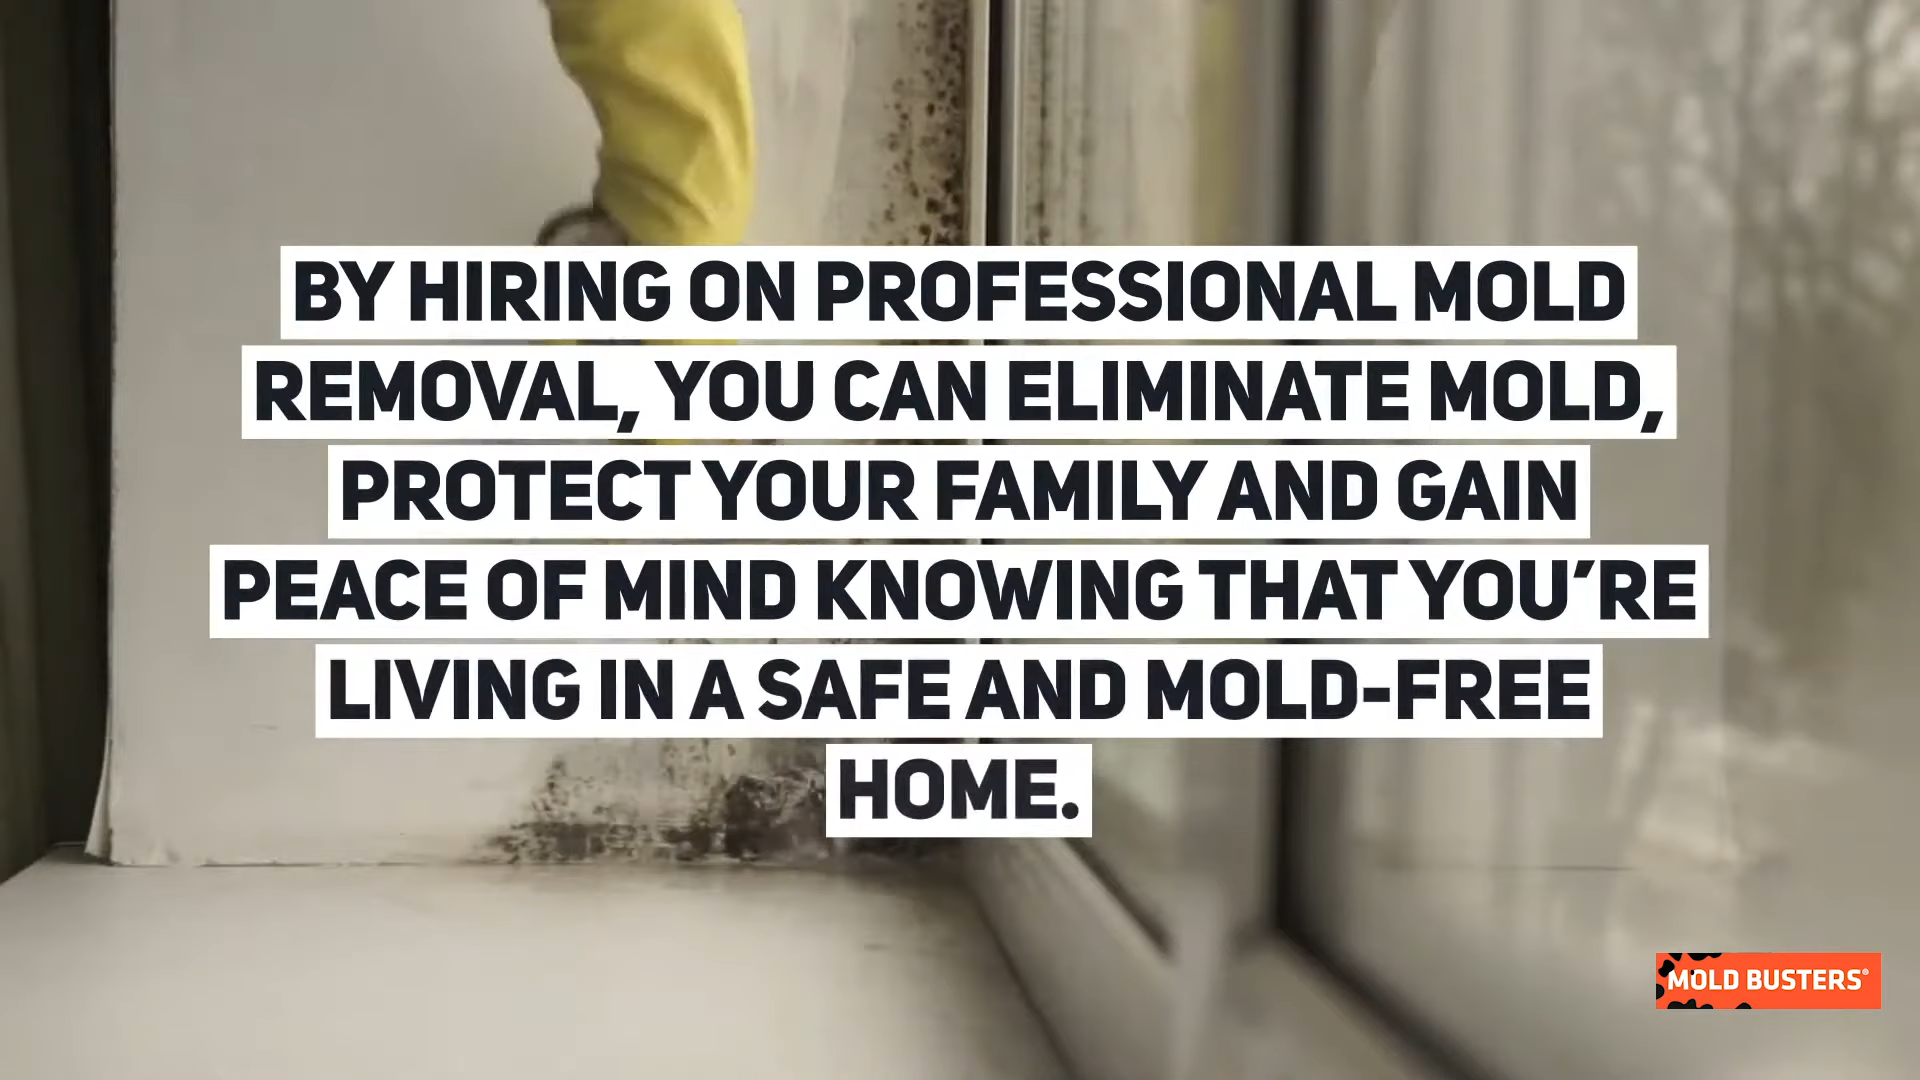 BY HIRING ON PROFESSIONAL MOLD
REMOVAL, YOU CAN ELIMINATE MOLD,
PROTECT YOUR FAMILY AND GAIN
PEACE OF MIND KNOWING THAT YOU’RE
LIVING IN A SAFE AND MOLD-FREE
HOME.
MOLD BUSTERS®